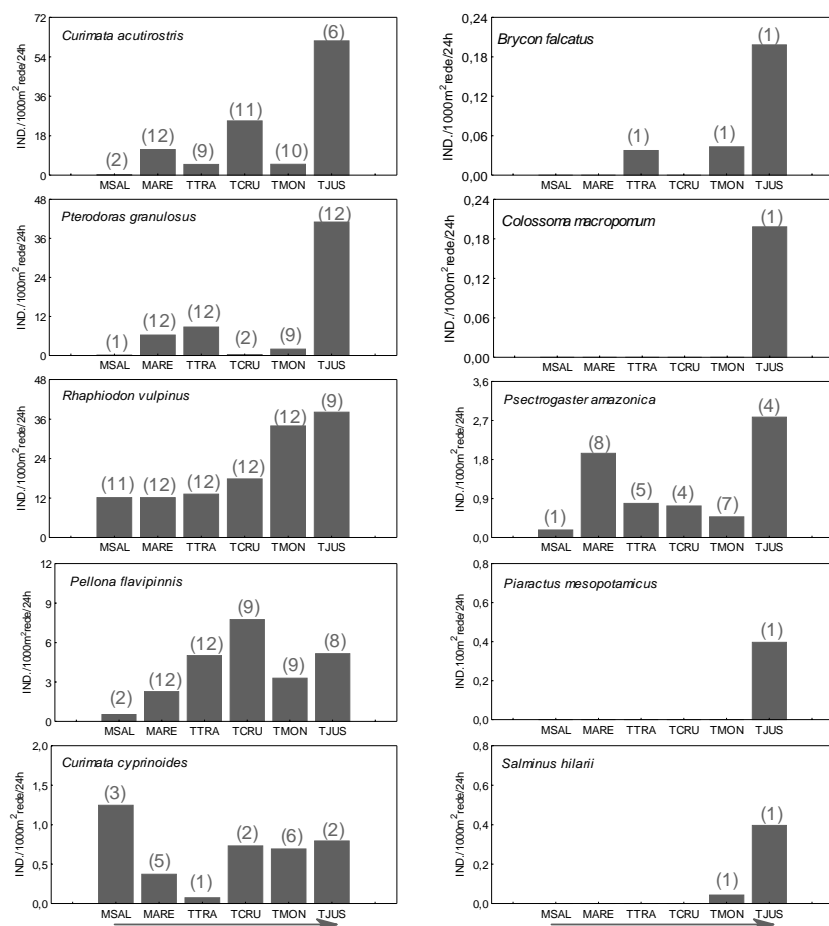 Curimata acutirostris
IND./1000m²rede/24h
72
54
36
18
0
(2) (12) (9) (11) (10) (6)
MSAL MARE TTRA TCRU TMON TJUS
Pterodoras granulosus
IND./1000m²rede/24h
48
36
24
12
0
(1) (12) (12) (2) (9) (12)
MSAL MARE TTRA TCRU TMON TJUS
Rhaphiodon vulpinus
IND./1000m²rede/24h
48
36
24
12
0
(11) (12) (12) (12) (12) (9)
MSAL MARE TTRA TCRU TMON TJUS
Pellona flavipinnis
IND./1000m²rede/24h
12
9
6
3
0
(2) (12) (12) (9) (9) (8)
MSAL MARE TTRA TCRU TMON TJUS
Curimata cyprinoides
IND./1000m²rede/24h
2,0
1,5
1,0
0,5
0,0
(3) (5) (1) (2) (6) (2)
MSAL MARE TTRA TCRU TMON TJUS
Brycon falcatus
IND./1000m²rede/24h
0,24
0,18
0,12
0,06
0,00
(1) (1) (1)
MSAL MARE TTRA TCRU TMON TJUS
Colossoma macropomum
IND./1000m²rede/24h
0,24
0,18
0,12
0,06
0,00
(1)
MSAL MARE TTRA TCRU TMON TJUS
Psectrogaster amazonica
IND./1000m²rede/24h
3,6
2,7
1,8
0,9
0,0
(1) (8) (5) (4) (7) (4)
MSAL MARE TTRA TCRU TMON TJUS
Piaractus mesopotamicus
IND.100m²rede/24h
0,8
0,6
0,4
0,2
0,0
(1)
MSAL MARE TTRA TCRU TMON TJUS
Salminus hilarii
IND./1000m²rede/24h
0,8
0,6
0,4
0,2
0,0
(1) (1)
MSAL MARE TTRA TCRU TMON TJUS